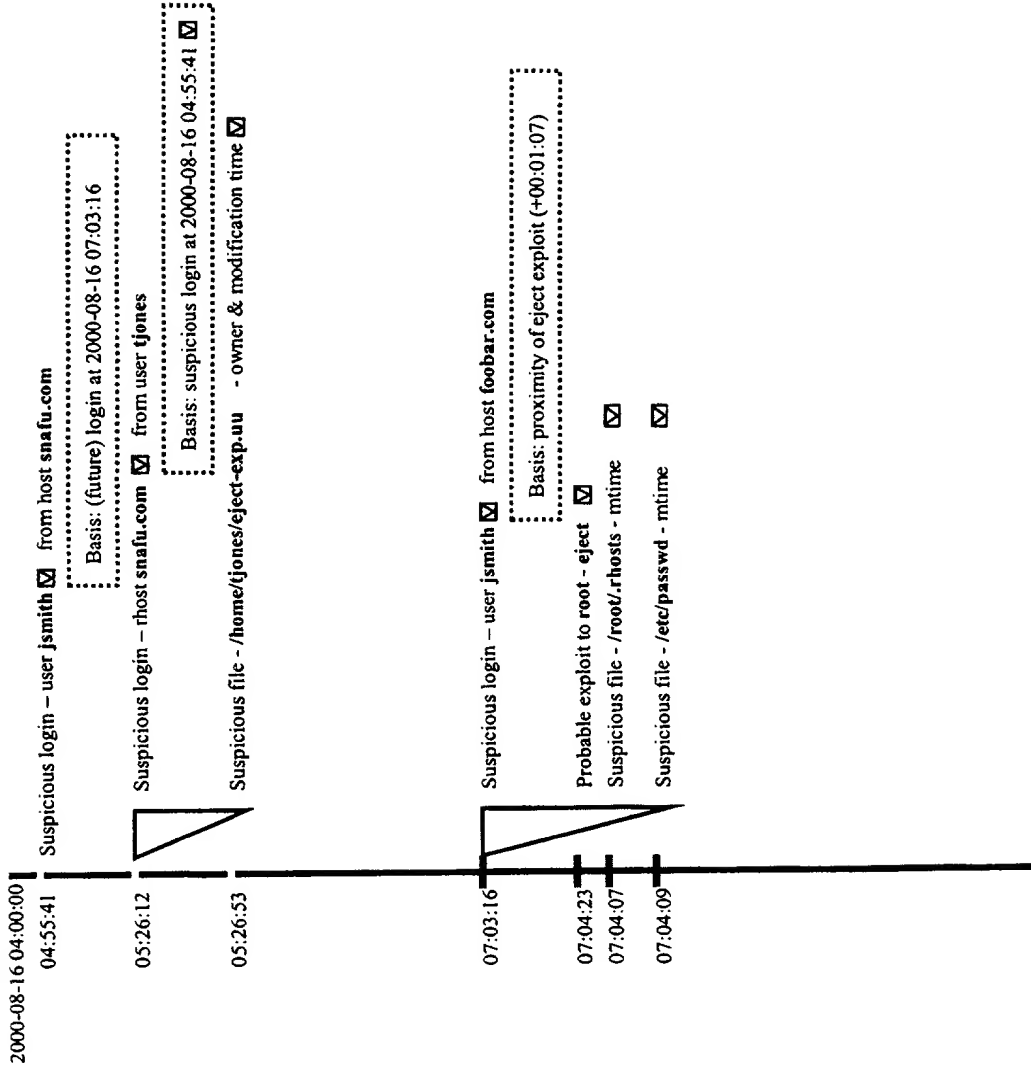 2000-08-16 04:00:00
04:55:41 Suspicious login – user jsmith ☑ from host snafu.com
Basis: (future) login at 2000-08-16 07:03:16
05:26:12 Suspicious login – rhost snafu.com ☑ from user tjones
Basis: suspicious login at 2000-08-16 04:55:41 ☑
05:26:53 Suspicious file - /home/tjones/eject-exp.uu - owner & modification time ☑
07:03:16 Suspicious login – user jsmith ☑ from host foobar.com
Basis: proximity of eject exploit (+00:01:07)
07:04:23 Probable exploit to root - eject ☑
07:04:07 Suspicious file - /root/.rhosts - mtime ☑
07:04:09 Suspicious file - /etc/passwd - mtime ☑